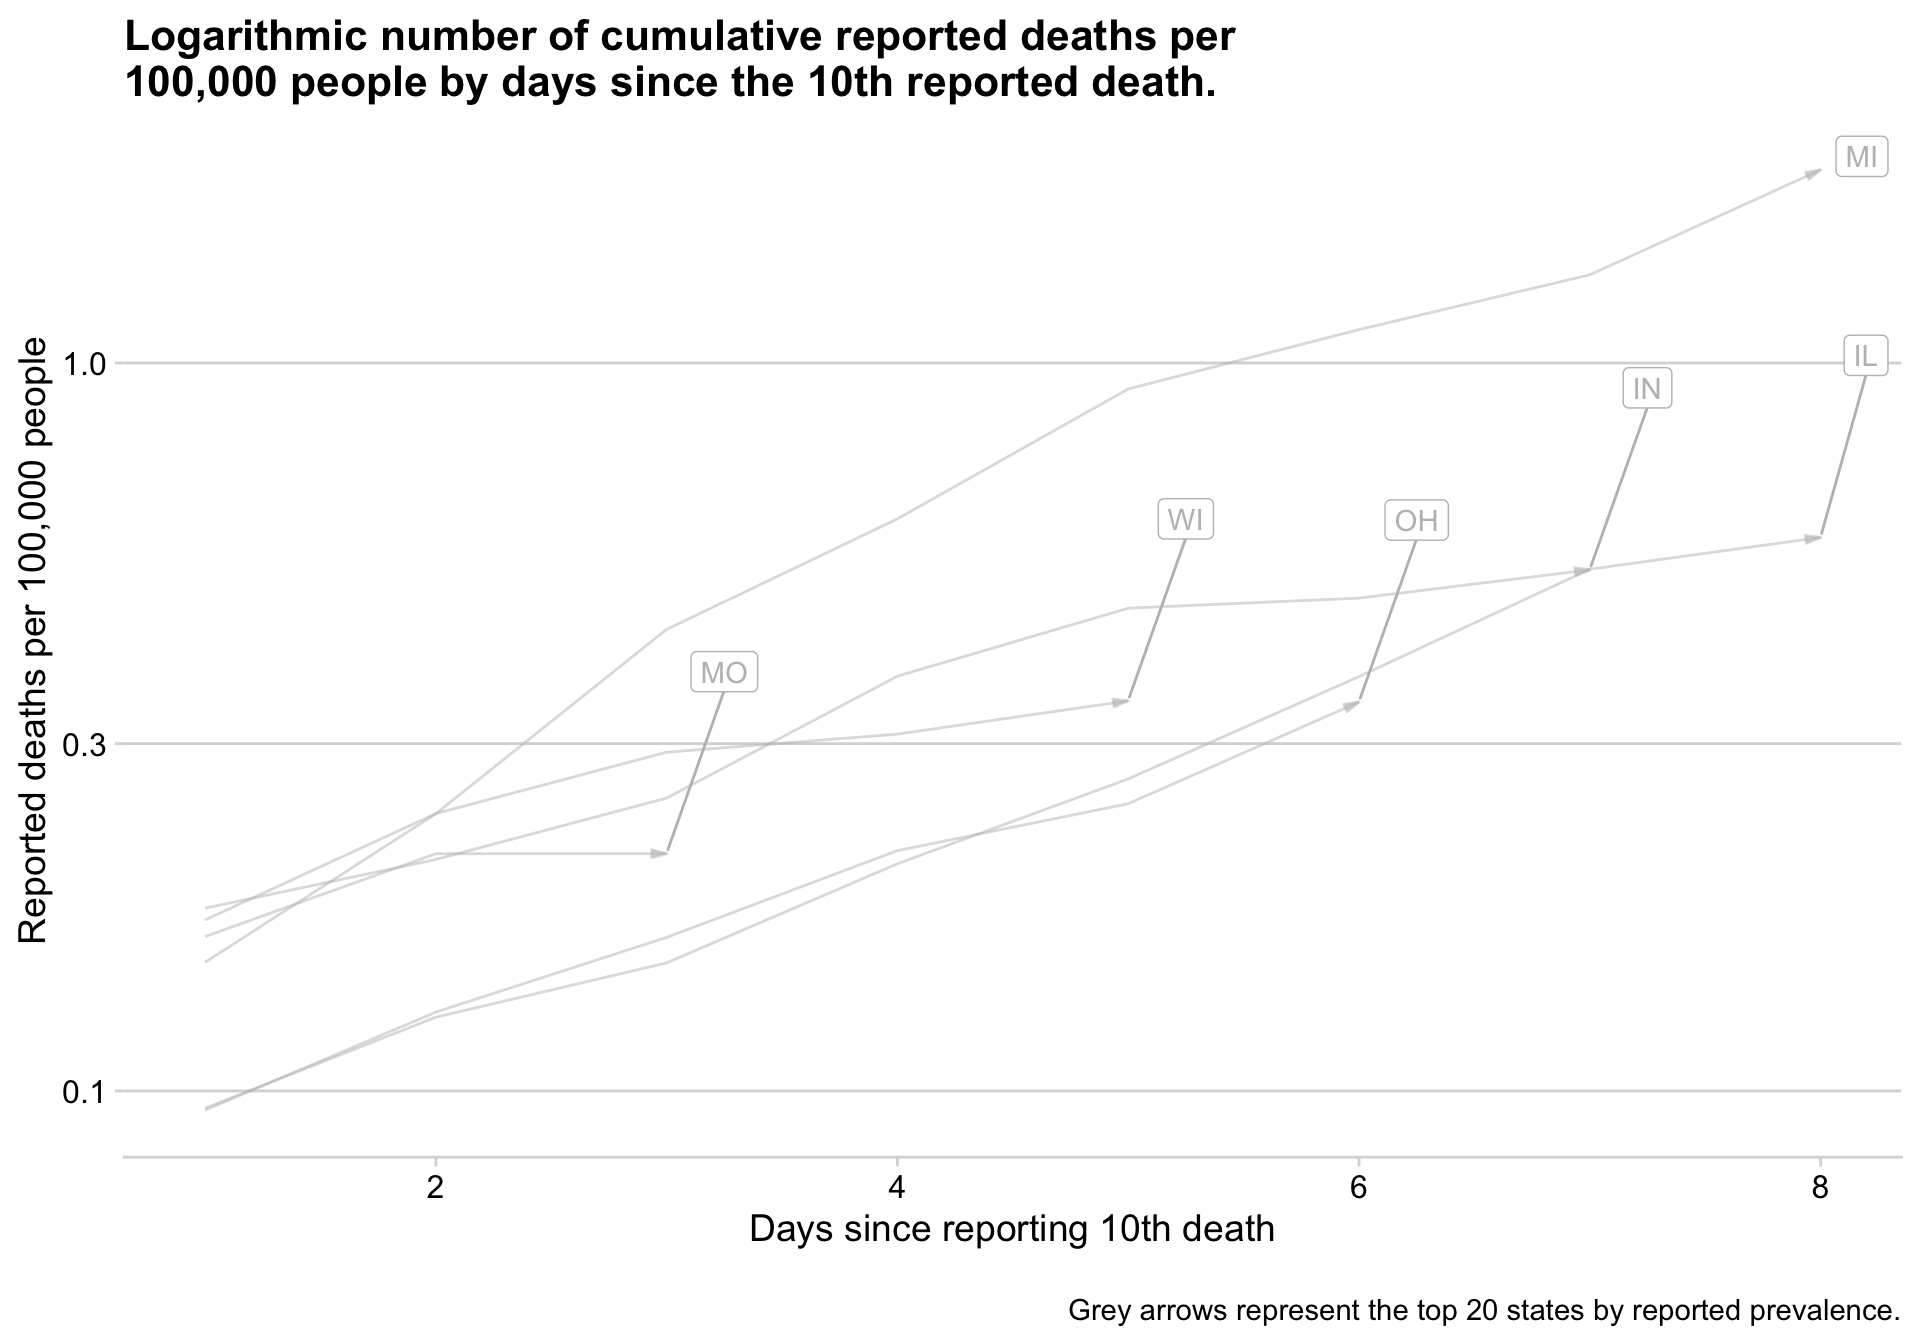 Logarithmic number of cumulative reported deaths per
100,000 people by days since the 10th reported death.
MI
IL
IN
WI
OH
MO
Reported deaths per 100,000 people
1.0
0.3
0.1
2 4 6 8
Days since reporting 10th death
Grey arrows represent the top 20 states by reported prevalence.